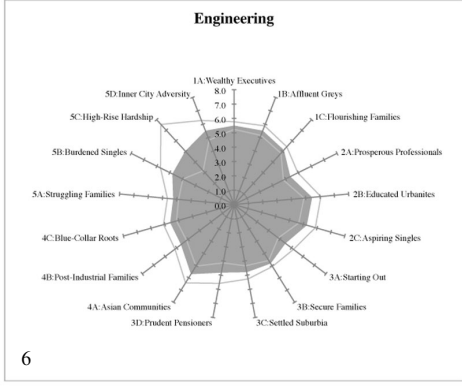 Engineering
1A:Wealthy Executives
5D:Inner City Adversity
1B:Affluent Greys
5C:High-Rise Hardship
1C:Flourishing Families
5B:Burdened Singles
2A:Prosperous Professionals
5A:Struggling Families
2B:Educated Urbanites
4C:Blue-Collar Roots
2C:Aspiring Singles
4B:Post-Industrial Families
3A:Starting Out
4A:Asian Communities
3B:Secure Families
3D:Prudent Pensioners
3C:Settled Suburbia
8.0
7.0
6.0
5.0
4.0
3.0
2.0
1.0
0.0
6